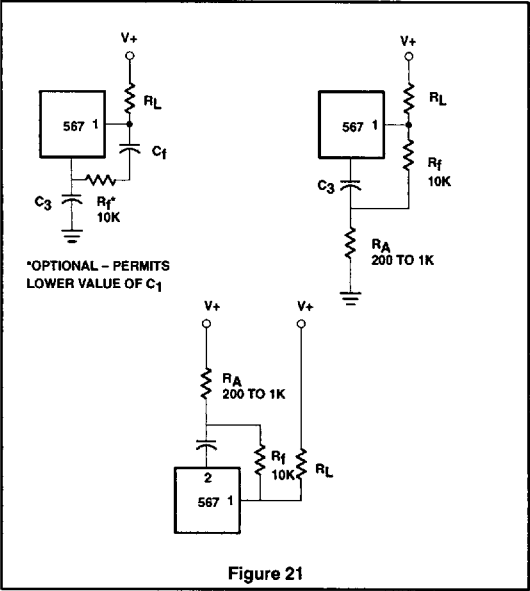 V+
RL
567 1
Cf
C3
Rf*
10K
*OPTIONAL – PERMITS
LOWER VALUE OF C1
V+
RL
567 1
Rf
10K
C3
RA
200 TO 1K
V+
V+
RA
200 TO 1K
Rf
10K
RL
2
567 1
Figure 21